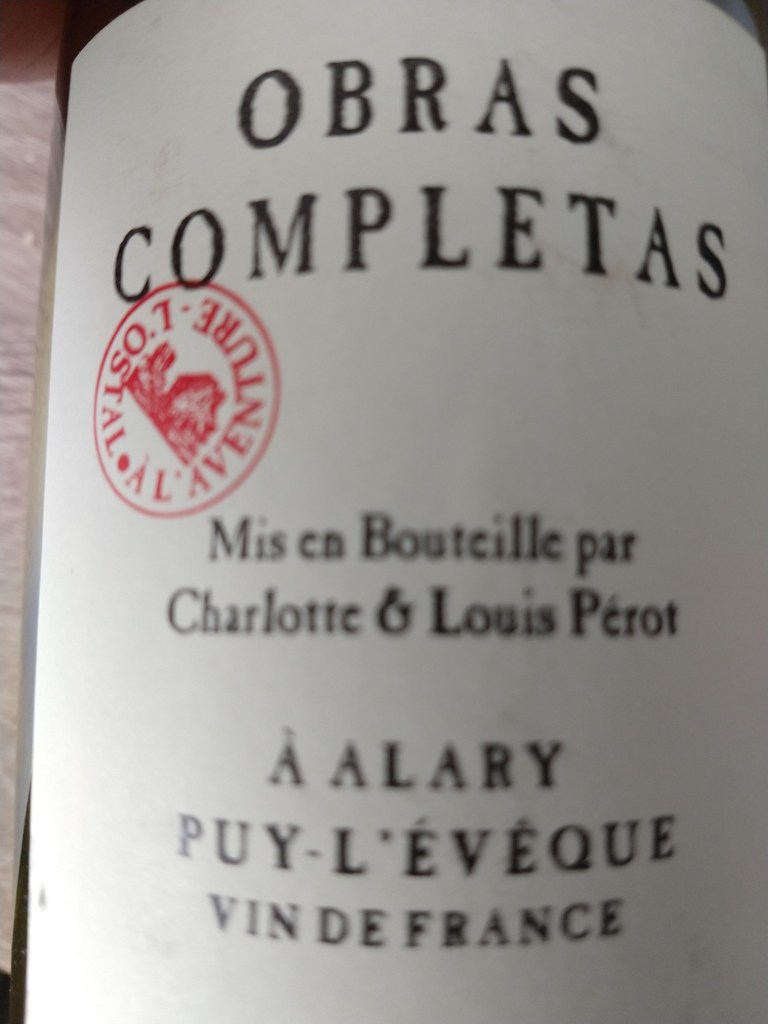 OBRAS
COMPLETAS
L'OSTAL • À L'AVENTURE -
Mis en Bouteille par
Charlotte & Louis Pérot
À ALARY
PUY-L'ÉVÊQUE
VIN DE FRANCE